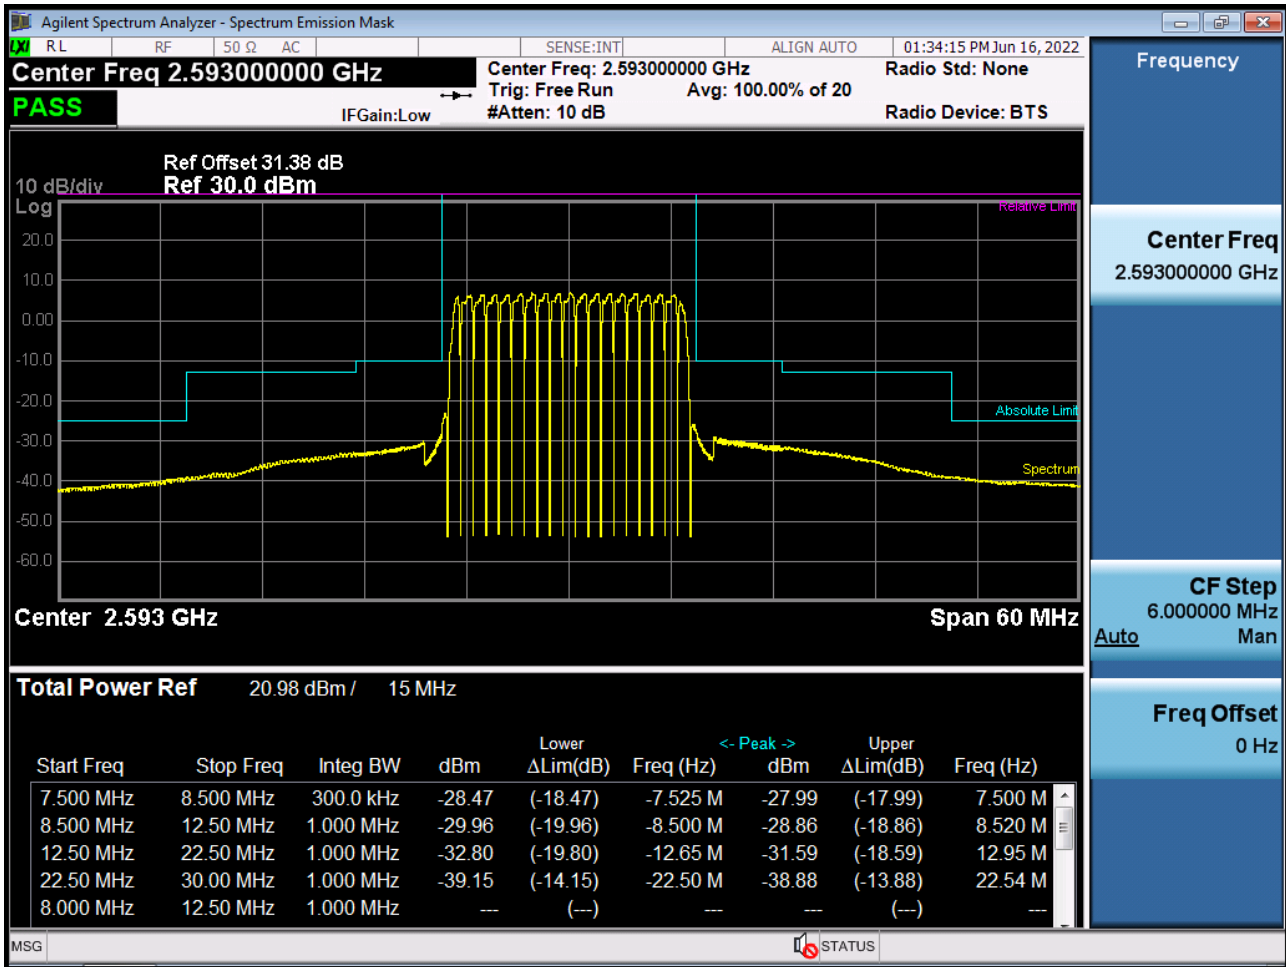 Agilent Spectrum Analyzer - Spectrum Emission Mask
LXI RL RF 50 Ω AC SENSE:INT ALIGN AUTO 01:34:15 PM Jun 16, 2022
Center Freq 2.593000000 GHz
Center Freq: 2.593000000 GHz
Radio Std: None
Trig: Free Run Avg: 100.00% of 20
PASS
IFGain:Low
#Atten: 10 dB
Radio Device: BTS
Ref Offset 31.38 dB
10 dB/div Ref 30.0 dBm
Log
Relative Limit
20.0
10.0
0.00
-10.0
-20.0
Absolute Limit
-30.0
Spectrum
-40.0
-50.0
-60.0
Center 2.593 GHz Span 60 MHz
Total Power Ref 20.98 dBm / 15 MHz
Lower <- Peak -> Upper
Start Freq Stop Freq Integ BW dBm ΔLim(dB) Freq (Hz) dBm ΔLim(dB) Freq (Hz)
7.500 MHz 8.500 MHz 300.0 kHz -28.47 (-18.47) -7.525 M -27.99 (-17.99) 7.500 M
8.500 MHz 12.50 MHz 1.000 MHz -29.96 (-19.96) -8.500 M -28.86 (-18.86) 8.520 M
12.50 MHz 22.50 MHz 1.000 MHz -32.80 (-19.80) -12.65 M -31.59 (-18.59) 12.95 M
22.50 MHz 30.00 MHz 1.000 MHz -39.15 (-14.15) -22.50 M -38.88 (-13.88) 22.54 M
8.000 MHz 12.50 MHz 1.000 MHz --- (---) --- --- (---) ---
MSG STATUS
Frequency
Center Freq
2.593000000 GHz
CF Step
6.000000 MHz
Auto Man
Freq Offset
0 Hz